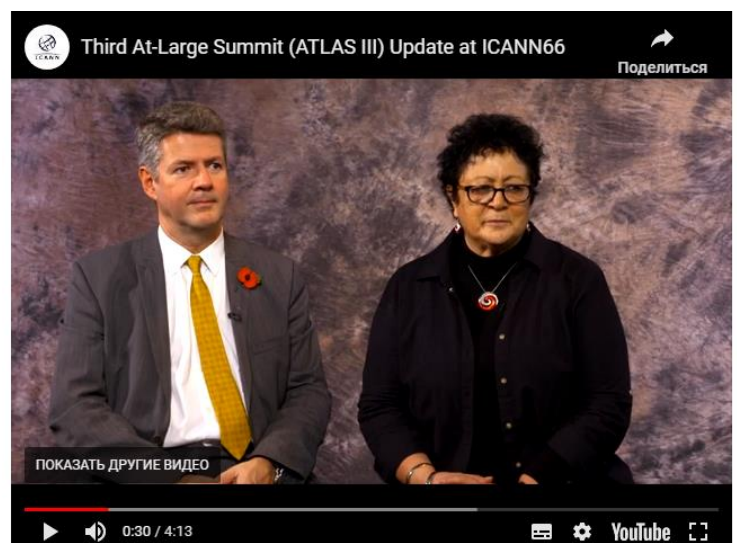 ICANN
Third At-Large Summit (ATLAS III) Update at ICANN66
Поделиться
ПОКАЗАТЬ ДРУГИЕ ВИДЕО
0:30 / 4:13
YouTube